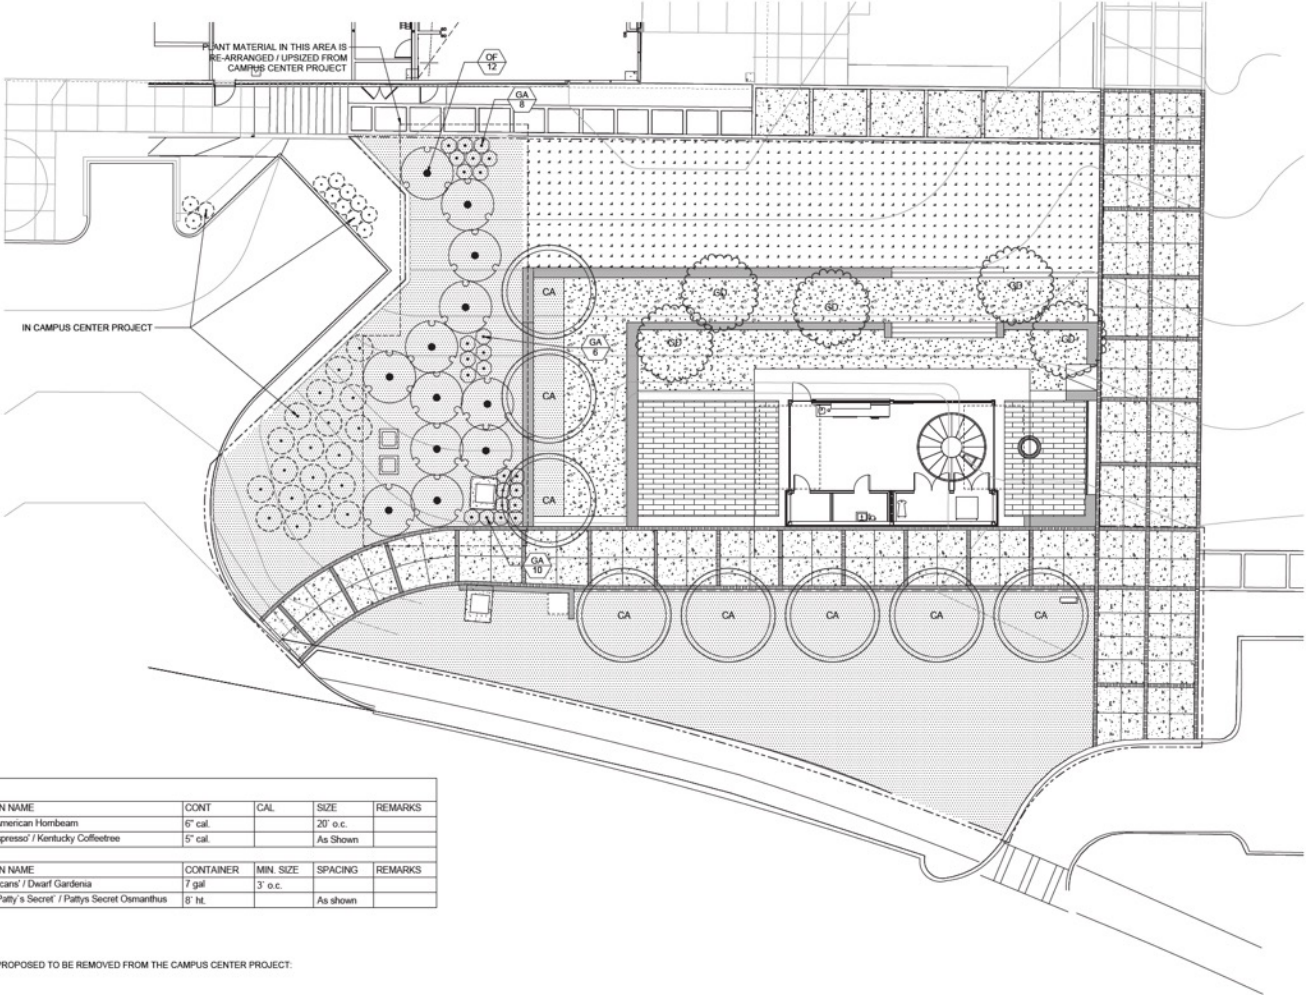 PLANT MATERIAL IN THIS AREA IS
RE-ARRANGED / UPSIZED FROM
CAMPUS CENTER PROJECT
OF
12
GA
8
CA
GD
GD
GD
GD
GD
IN CAMPUS CENTER PROJECT
GA
6
CA
CA
GA
10
CA
CA
CA
CA
CA
N NAME CONT CAL SIZE REMARKS
American Hornbeam 6" cal. 20' o.c.
presso' / Kentucky Coffeetree 5" cal. As Shown
N NAME CONTAINER MIN. SIZE SPACING REMARKS
cans' / Dwarf Gardenia 7 gal 3' o.c.
Patty's Secret' / Pattys Secret Osmanthus 8' ht. As shown
PROPOSED TO BE REMOVED FROM THE CAMPUS CENTER PROJECT: